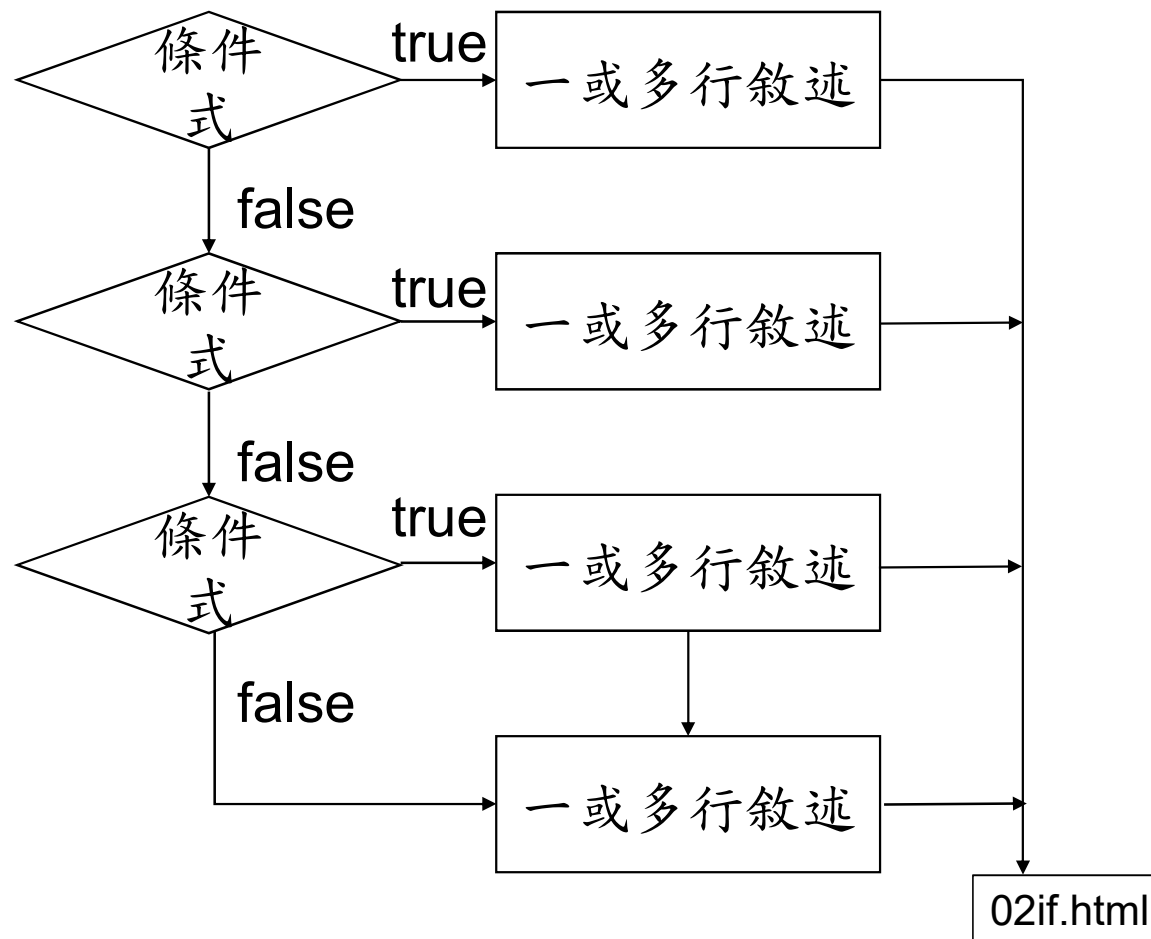 條件
式
true
一或多行敘述
false
條件
式
true
一或多行敘述
false
條件
式
true
一或多行敘述
false
一或多行敘述
02if.html